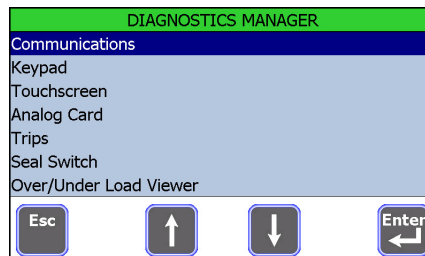 DIAGNOSTICS MANAGER
Communications
Keypad
Touchscreen
Analog Card
Trips
Seal Switch
Over/Under Load Viewer
Esc
Enter